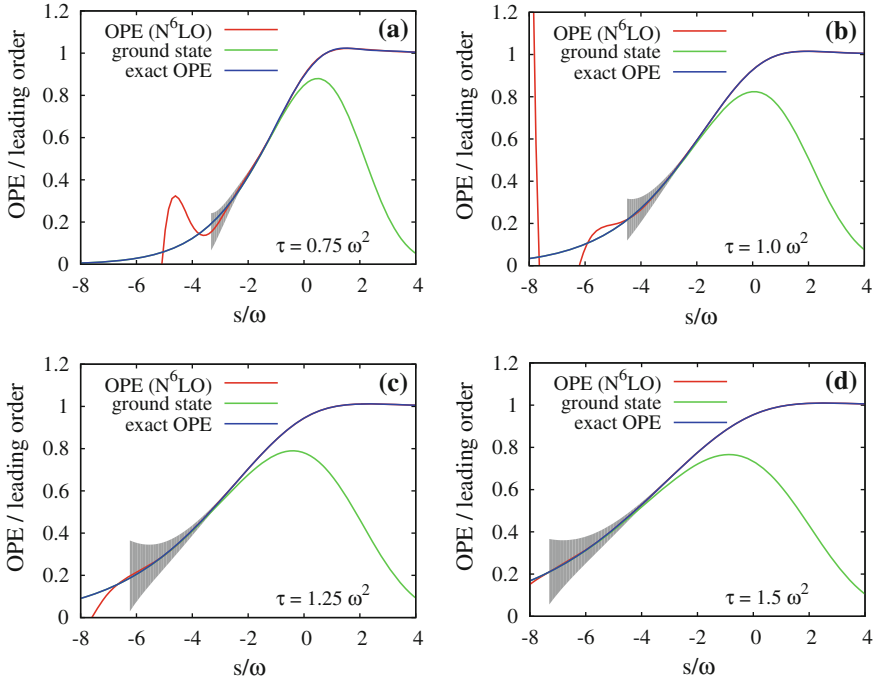 (a)
OPE (N⁶LO)
ground state
exact OPE
OPE / leading order
1.2
1
0.8
0.6
0.4
0.2
0
τ = 0.75 ω²
-8 -6 -4 -2 0 2 4
s/ω
(b)
OPE (N⁶LO)
ground state
exact OPE
OPE / leading order
1.2
1
0.8
0.6
0.4
0.2
0
τ = 1.0 ω²
-8 -6 -4 -2 0 2 4
s/ω
(c)
OPE (N⁶LO)
ground state
exact OPE
OPE / leading order
1.2
1
0.8
0.6
0.4
0.2
0
τ = 1.25 ω²
-8 -6 -4 -2 0 2 4
s/ω
(d)
OPE (N⁶LO)
ground state
exact OPE
OPE / leading order
1.2
1
0.8
0.6
0.4
0.2
0
τ = 1.5 ω²
-8 -6 -4 -2 0 2 4
s/ω